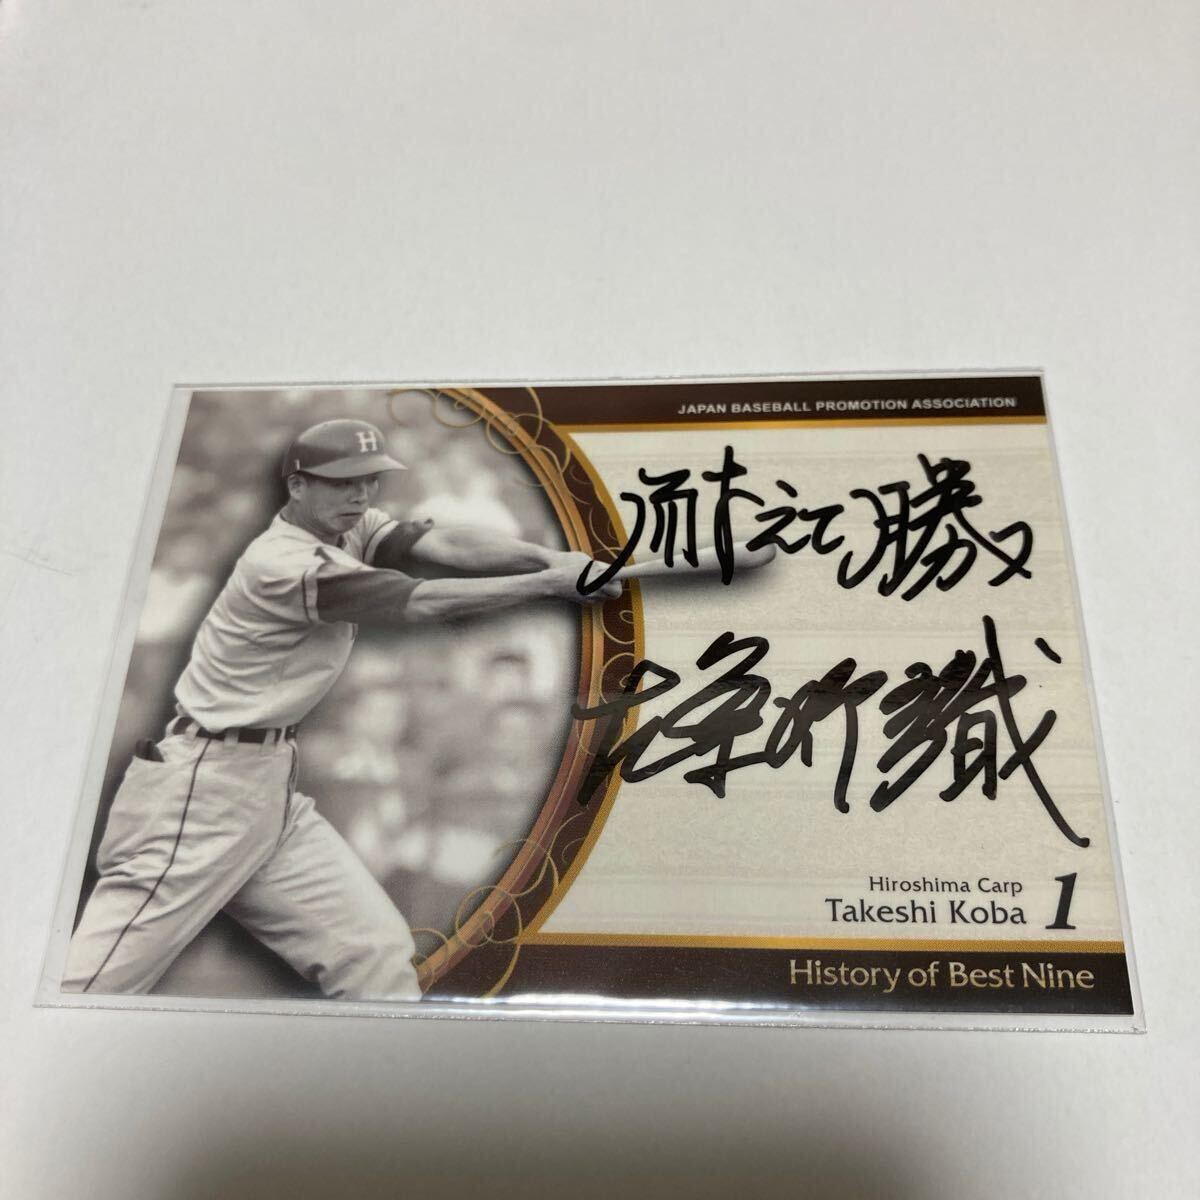 H
JAPAN BASEBALL PROMOTION ASSOCIATION
耐えて勝つ
古葉竹識
Hiroshima Carp
Takeshi Koba 1
History of Best Nine